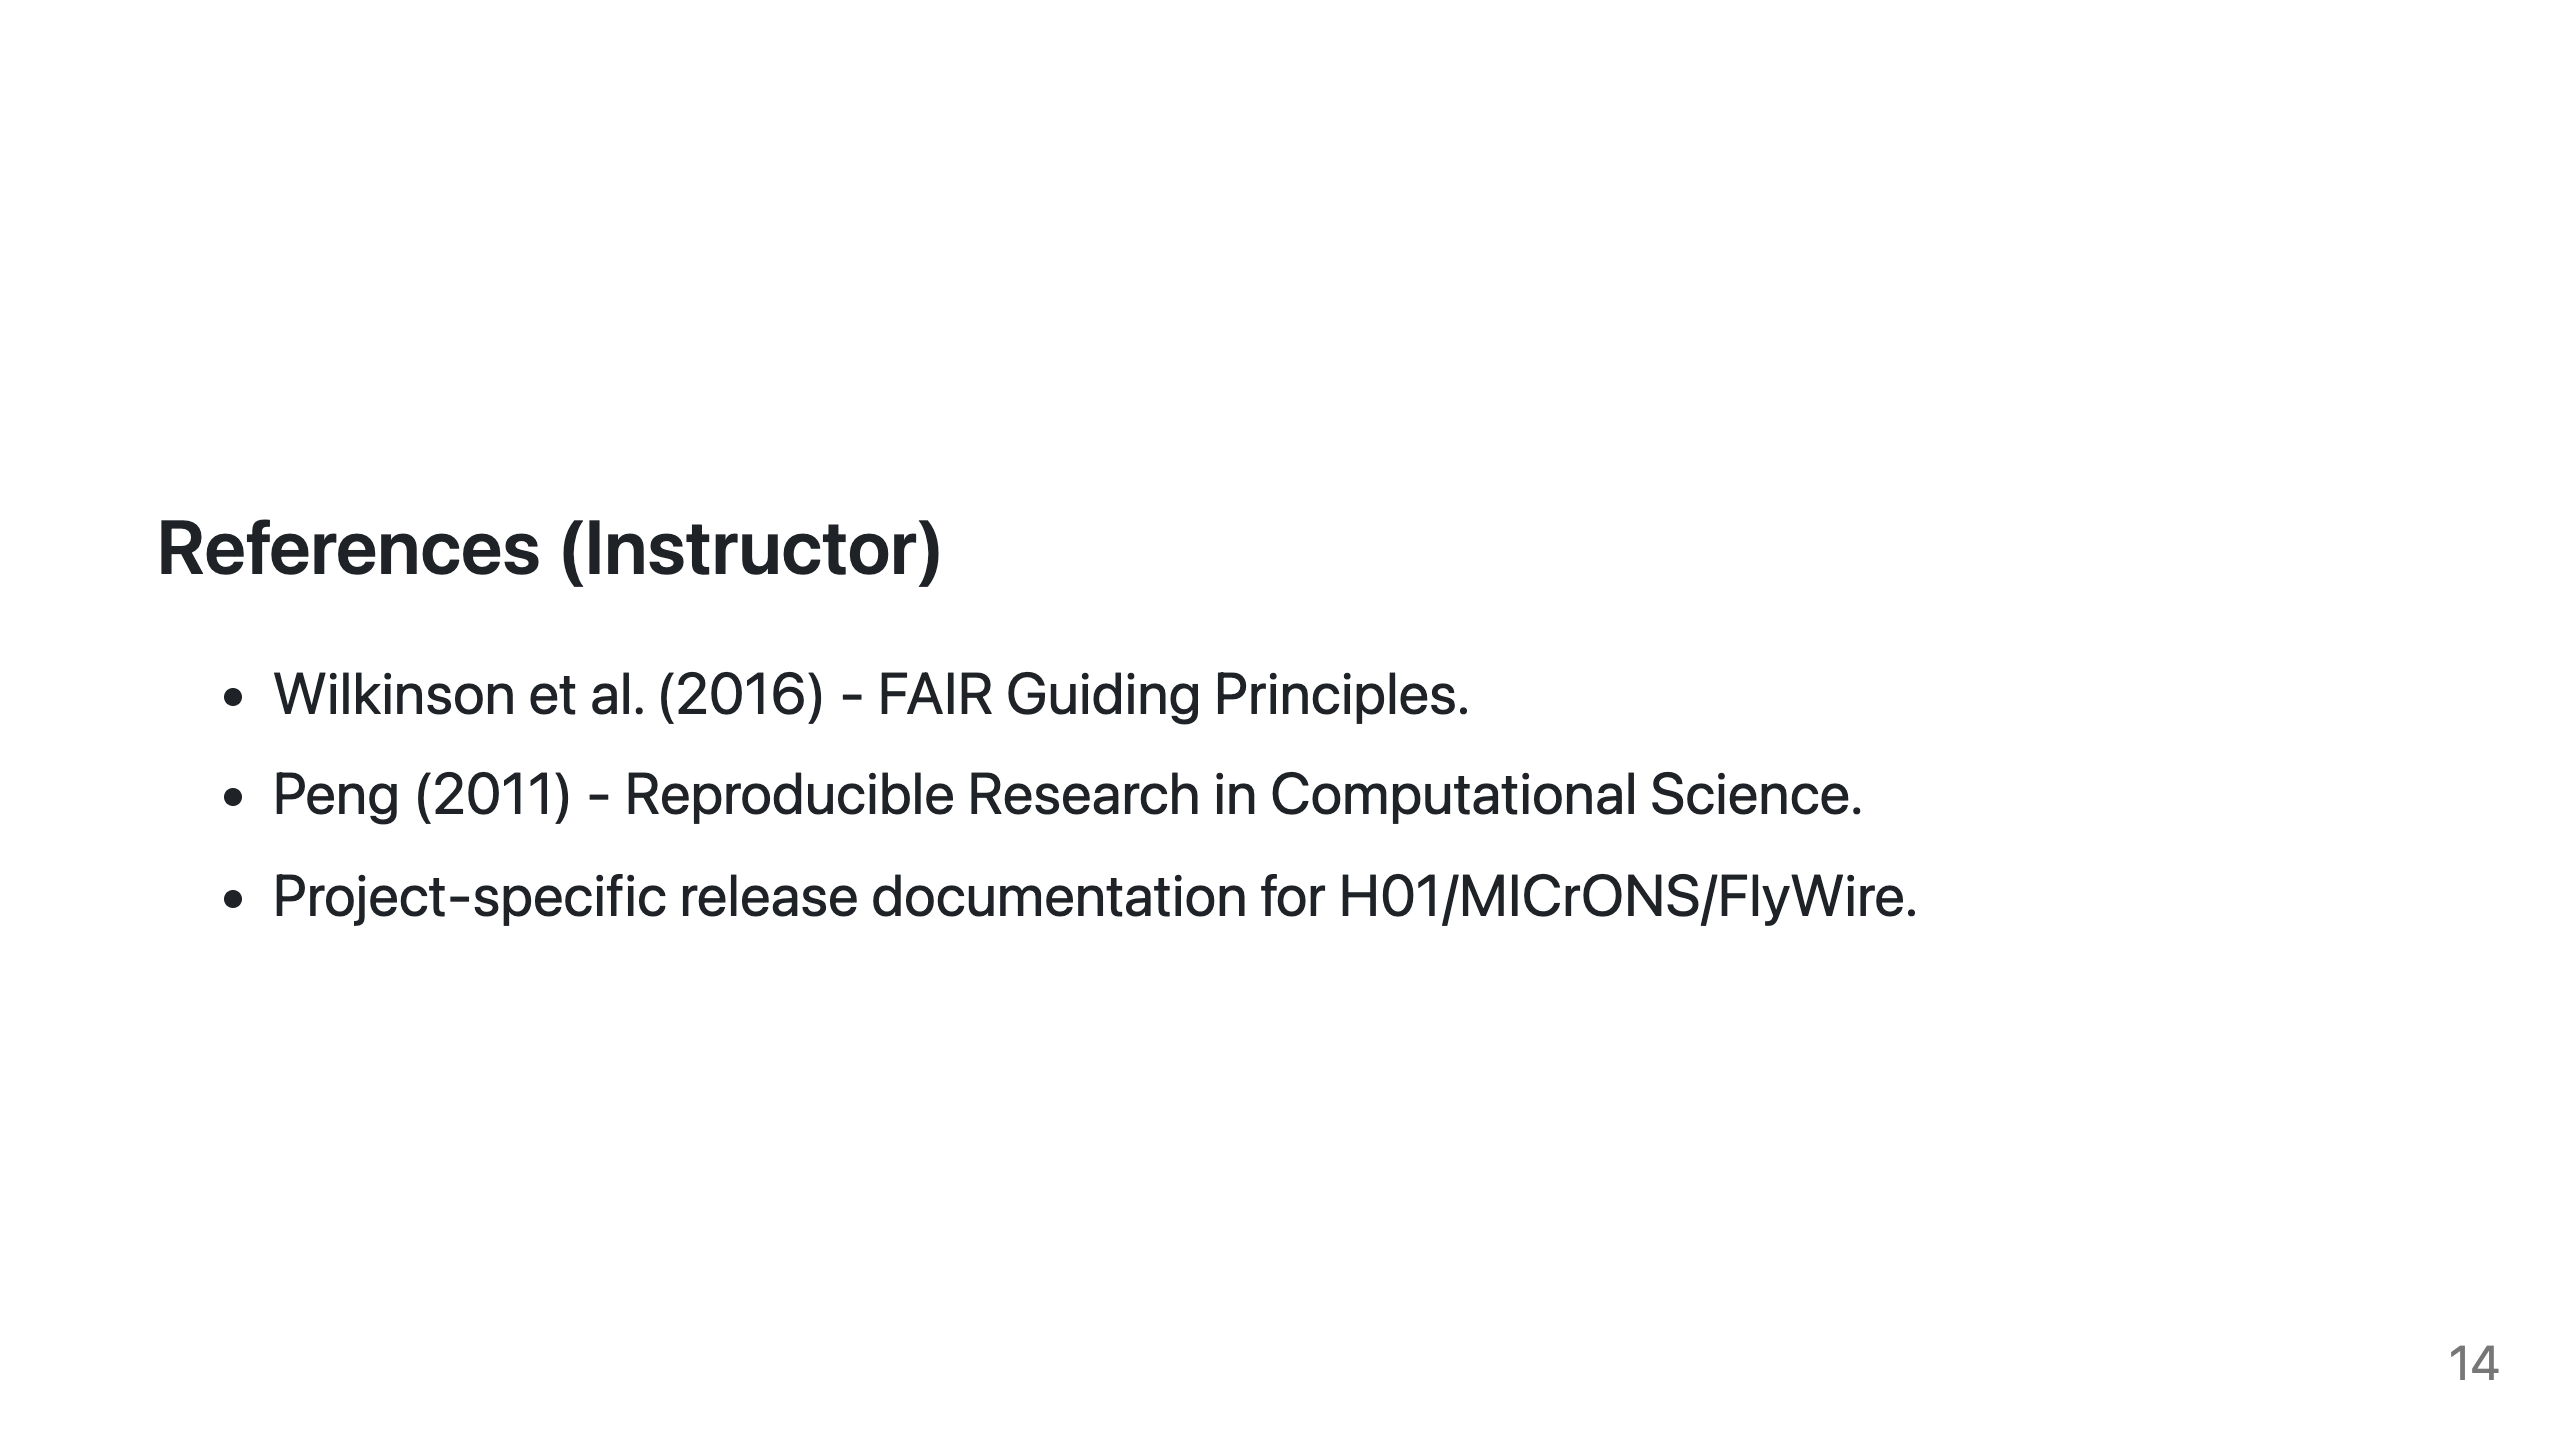 References (Instructor)
• Wilkinson et al. (2016) - FAIR Guiding Principles.
• Peng (2011) - Reproducible Research in Computational Science.
• Project-specific release documentation for H01/MICrONS/FlyWire.
14